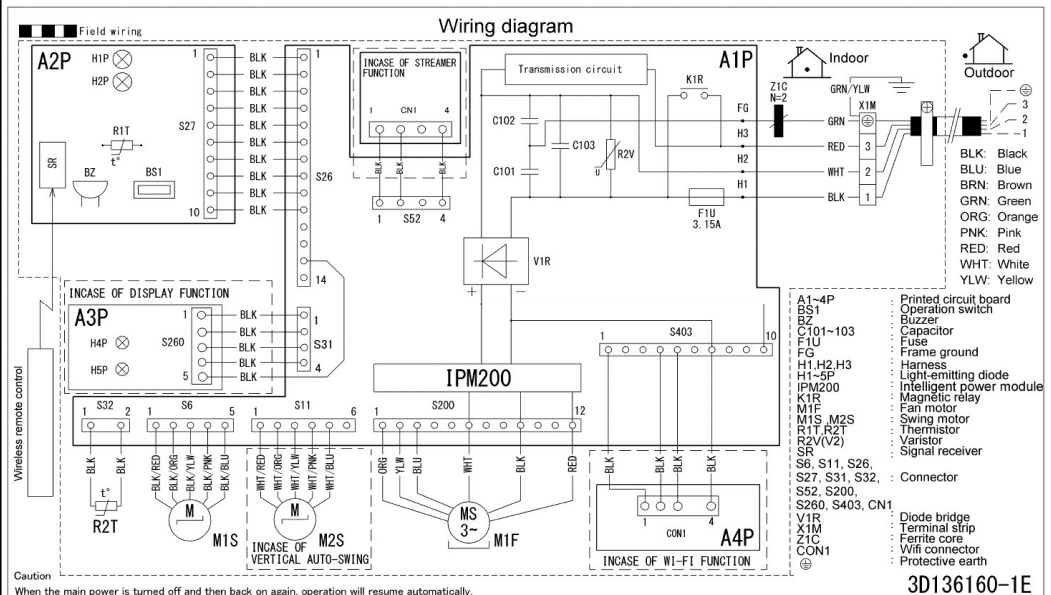 Wiring diagram
Field wiring
A2P
H1P
H2P
R1T
t°
SR
BZ
BS1
1
S27
10
BLK
BLK
BLK
BLK
BLK
BLK
BLK
BLK
BLK
BLK
1
S26
14
INCASE OF STREAMER
FUNCTION
1 CN1 4
BLK
BLK
BLK
1 S52 4
A1P
Transmission circuit
K1R
C102
C103
C101
R2V
u
FG
H3
H2
H1
F1U
3.15A
V1R
+ −
Z1C
N=2
Indoor
Outdoor
GRN/YLW
X1M
GRN
RED 3
WHT 2
BLK 1
3
2
1
BLK: Black
BLU: Blue
BRN: Brown
GRN: Green
ORG: Orange
PNK: Pink
RED: Red
WHT: White
YLW: Yellow
INCASE OF DISPLAY FUNCTION
A3P
H4P
H5P
1
S260
5
BLK
BLK
BLK
BLK
BLK
1
S31
4
IPM200
1 S403 10
S32
1 2
S6
1 5
S11
1 6
S200
1 12
BLK
BLK
t°
R2T
BLK/RED
BLK/ORG
BLK/YLW
BLK/PNK
BLK/BLU
M
M1S
WHT/RED
WHT/ORG
WHT/YLW
WHT/PNK
WHT/BLU
M
M2S
INCASE OF
VERTICAL AUTO-SWING
ORG
YLW
BLU
WHT
BLK
RED
MS
3~
M1F
BLK
BLK
BLK
BLK
1 4
CON1
A4P
INCASE OF WI-FI FUNCTION
Wireless remote control
A1~4P : Printed circuit board
BS1 : Operation switch
BZ : Buzzer
C101~103 : Capacitor
F1U : Fuse
FG : Frame ground
H1,H2,H3 : Harness
H1~5P : Light-emitting diode
IPM200 : Intelligent power module
K1R : Magnetic relay
M1F : Fan motor
M1S ,M2S : Swing motor
R1T,R2T : Thermistor
R2V(V2) : Varistor
SR : Signal receiver
S6, S11, S26,
S27, S31, S32, : Connector
S52, S200,
S260, S403, CN1
V1R : Diode bridge
X1M : Terminal strip
Z1C : Ferrite core
CON1 : Wifi connector
: Protective earth
Caution
When the main power is turned off and then back on again, operation will resume automatically.
3D136160-1E